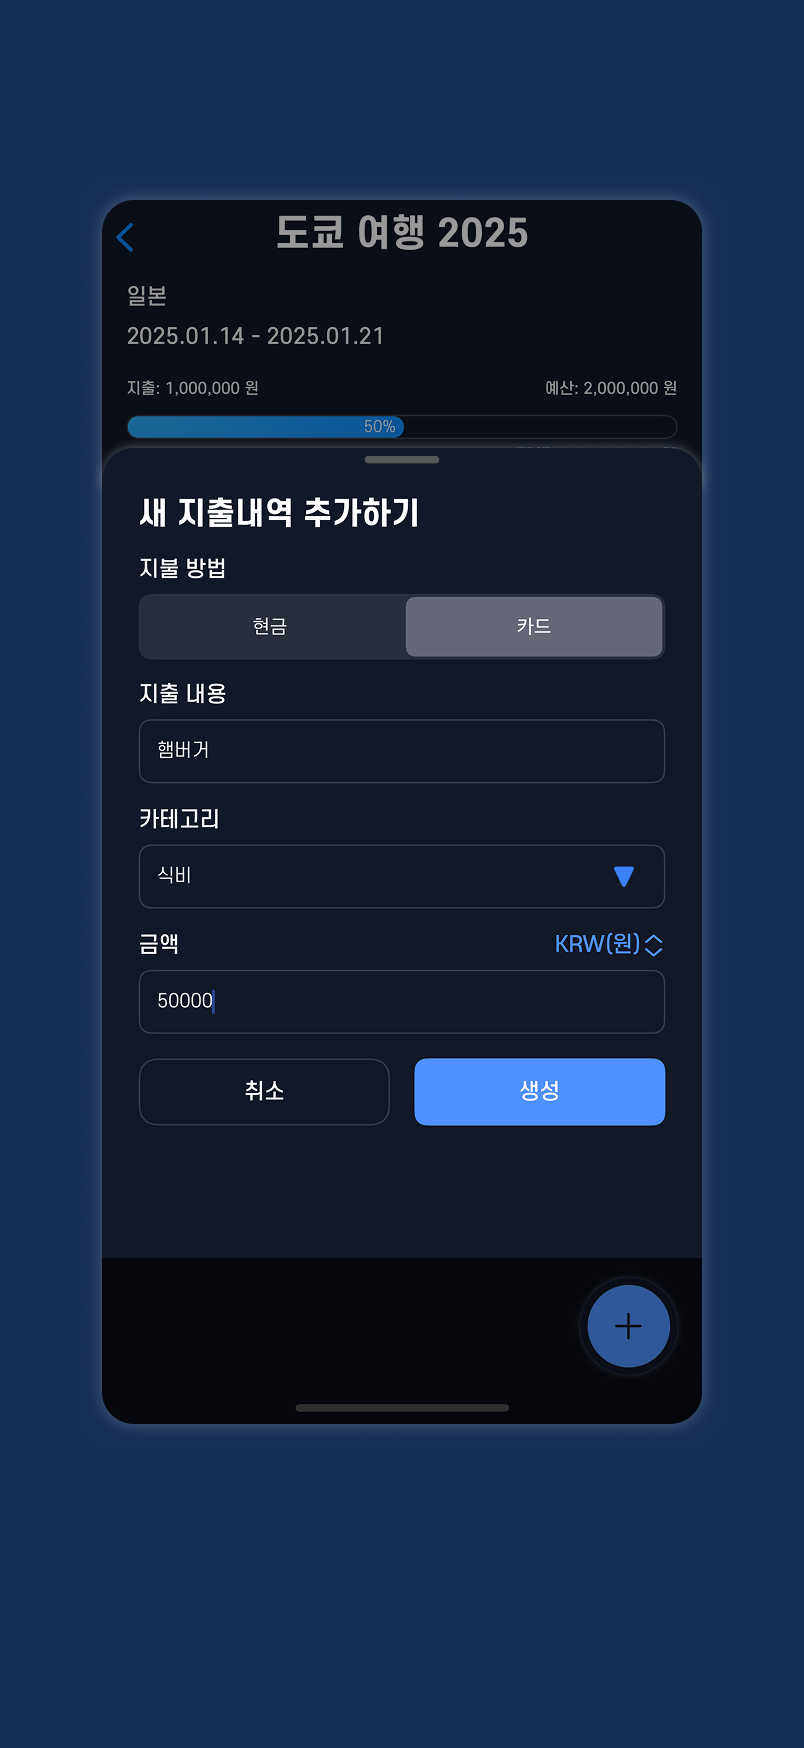 도쿄 여행 2025
일본
2025.01.14 - 2025.01.21
지출: 1,000,000 원 예산: 2,000,000 원
50%
새 지출내역 추가하기
지불 방법
현금 카드
지출 내용
햄버거
카테고리
식비
금액 KRW(원)
50000
취소 생성